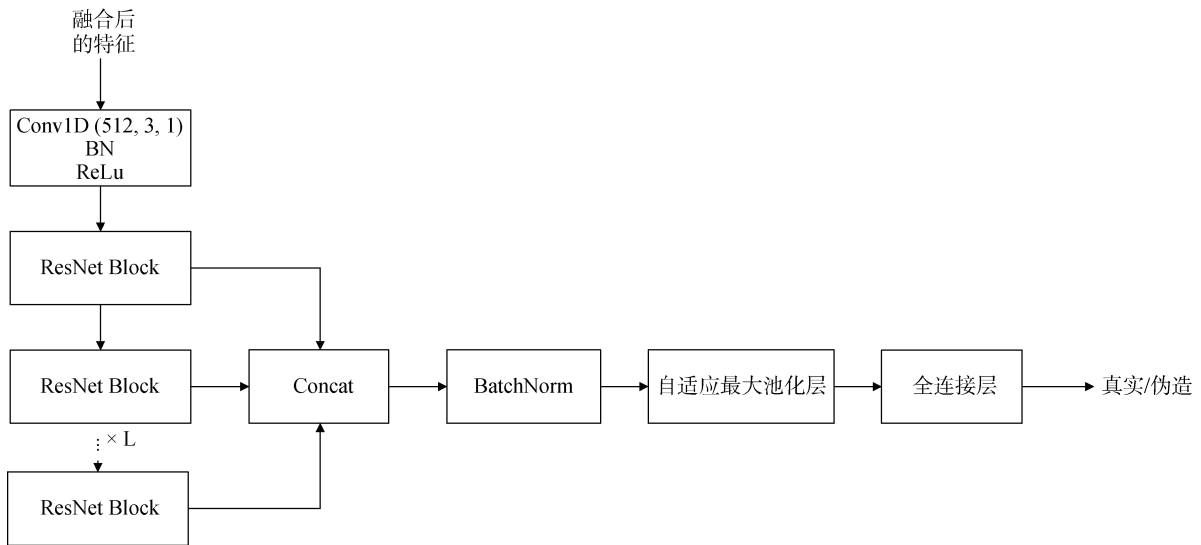 融合后
的特征
Conv1D (512, 3, 1)
BN
ReLu
ResNet Block
ResNet Block
Concat
BatchNorm
自适应最大池化层
全连接层
真实/伪造
× L
ResNet Block